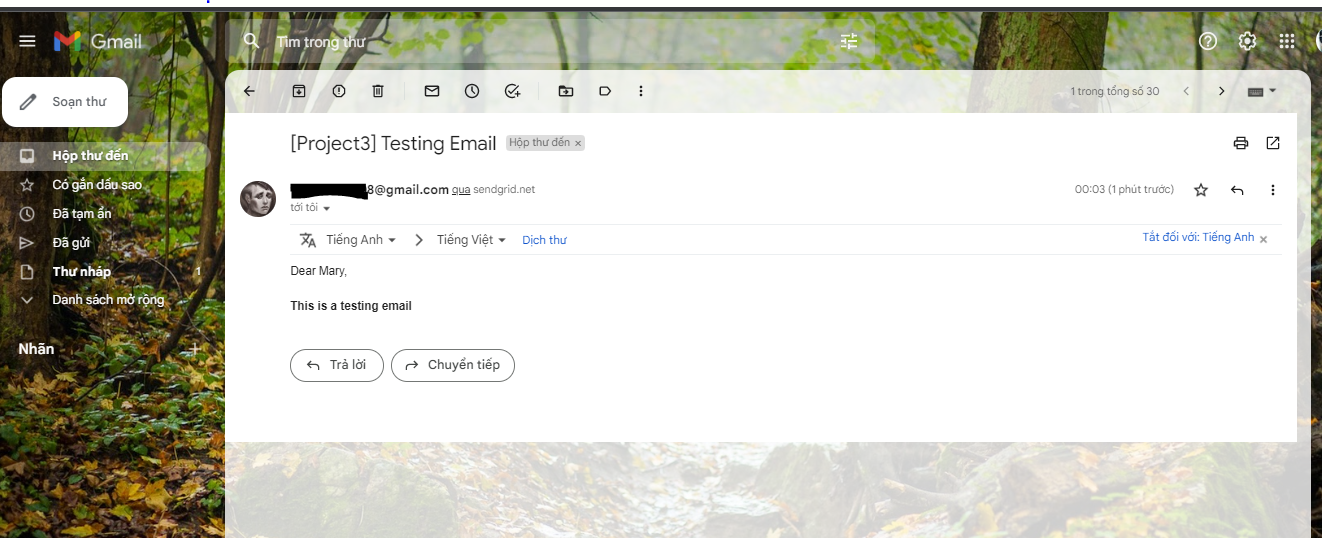 Gmail
Tìm trong thư
Soạn thư
1 trong tổng số 30
[Project3] Testing Email Hộp thư đến ×
Hộp thư đến
Có gắn dấu sao
Đã tạm ẩn
Đã gửi
Thư nháp 1
Danh sách mở rộng
Nhãn +
8@gmail.com qua sendgrid.net
00:03 (1 phút trước)
tới tôi
Tiếng Anh > Tiếng Việt Dịch thư
Tắt đối với: Tiếng Anh ×
Dear Mary,
This is a testing email
Trả lời
Chuyển tiếp